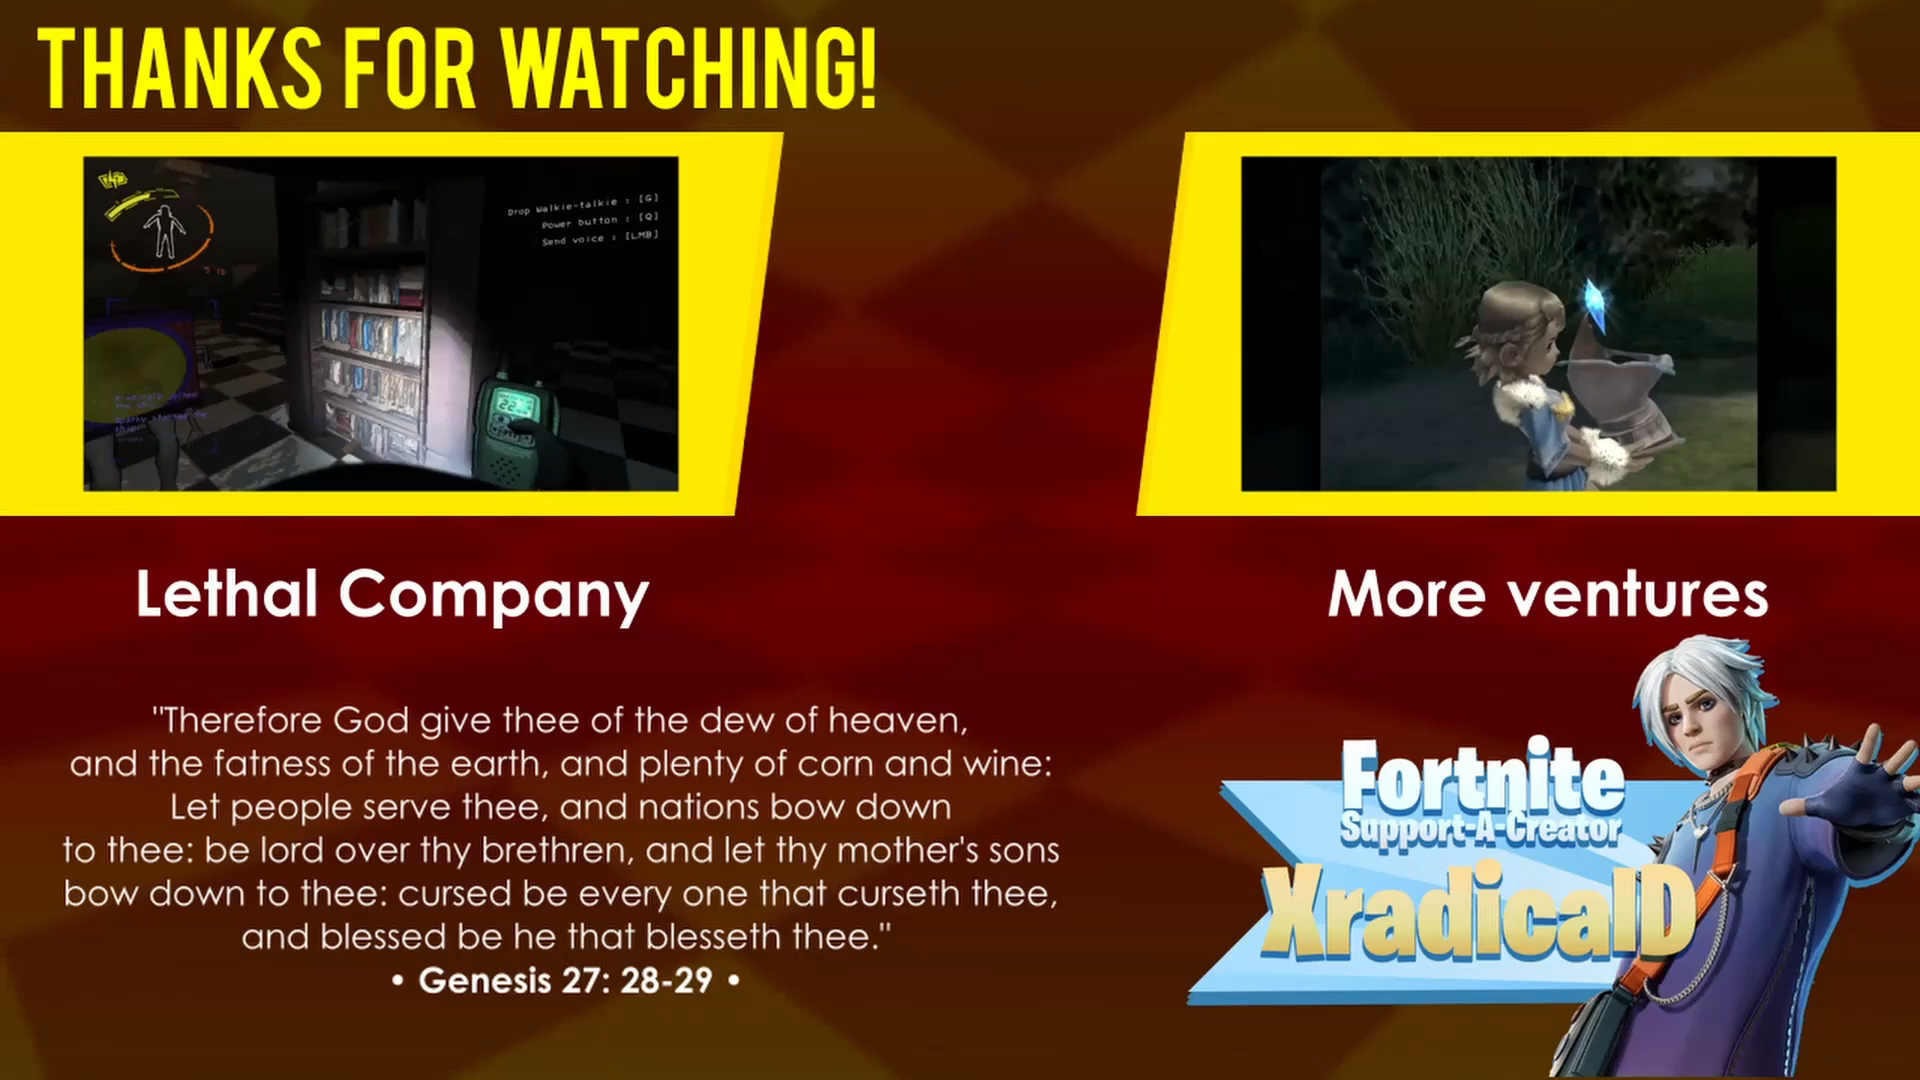 THANKS FOR WATCHING!
Drop Walkie-talkie : [G]
Power button : [Q]
Send voice : [LMB]
22
Lethal Company
More ventures
"Therefore God give thee of the dew of heaven,
and the fatness of the earth, and plenty of corn and wine:
Let people serve thee, and nations bow down
to thee: be lord over thy brethren, and let thy mother's sons
bow down to thee: cursed be every one that curseth thee,
and blessed be he that blesseth thee."
• Genesis 27: 28-29 •
Fortnite
Support-A-Creator
XradicalD